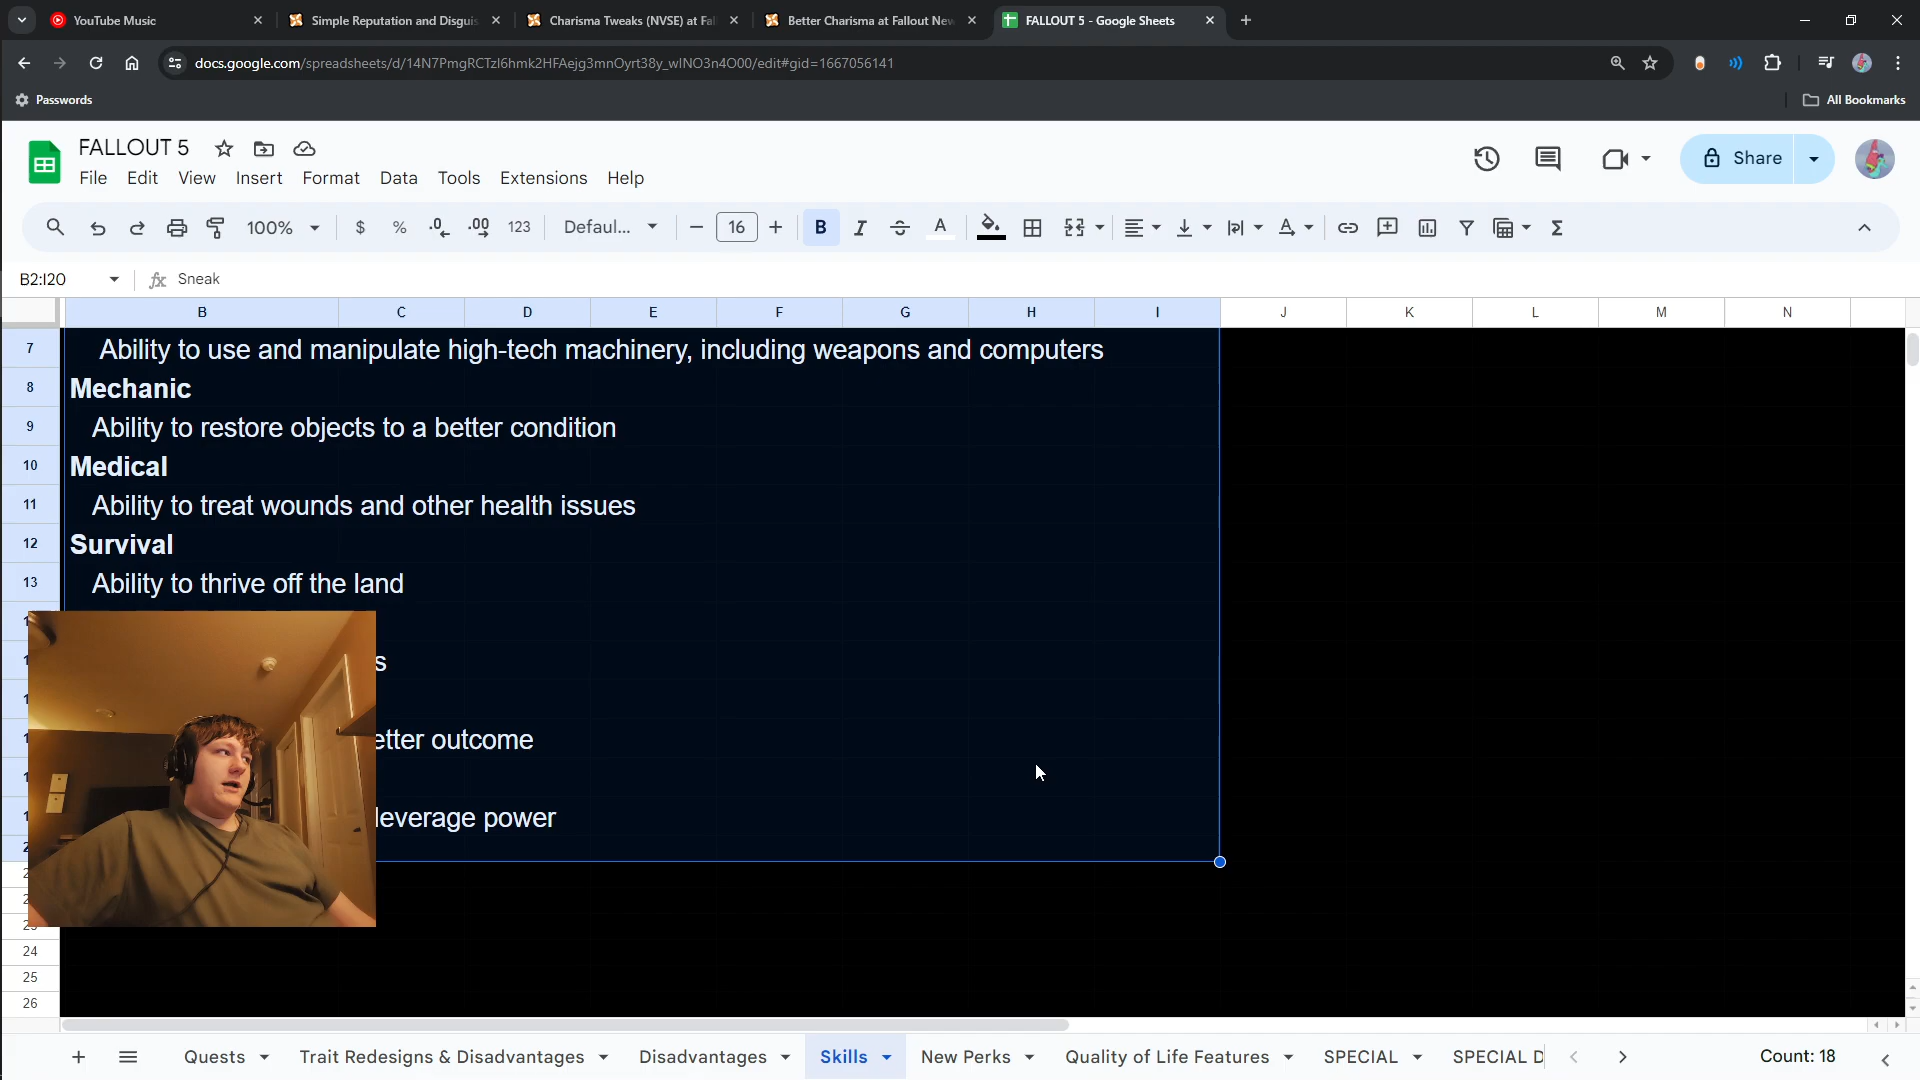 YouTube Music
Simple Reputation and Disguis
Charisma Tweaks (NVSE) at Fal
Better Charisma at Fallout New
FALLOUT 5 - Google Sheets
docs.google.com/spreadsheets/d/14N7PmgRCTzl6hmk2HFAejg3mnOyrt38y_wlNO3n4O00/edit#gid=1667056141
Passwords
All Bookmarks
FALLOUT 5
File Edit View Insert Format Data Tools Extensions Help
Share
100% $ % .0 .00 123 Defaul... 16 B I A
B2:I20 fx Sneak
B C D E F G H I J K L M N
7 Ability to use and manipulate high-tech machinery, including weapons and computers
8 Mechanic
9 Ability to restore objects to a better condition
10 Medical
11 Ability to treat wounds and other health issues
12 Survival
13 Ability to thrive off the land
s
etter outcome
leverage power
24
25
26
Quests Trait Redesigns & Disadvantages Disadvantages Skills New Perks Quality of Life Features SPECIAL SPECIAL D Count: 18